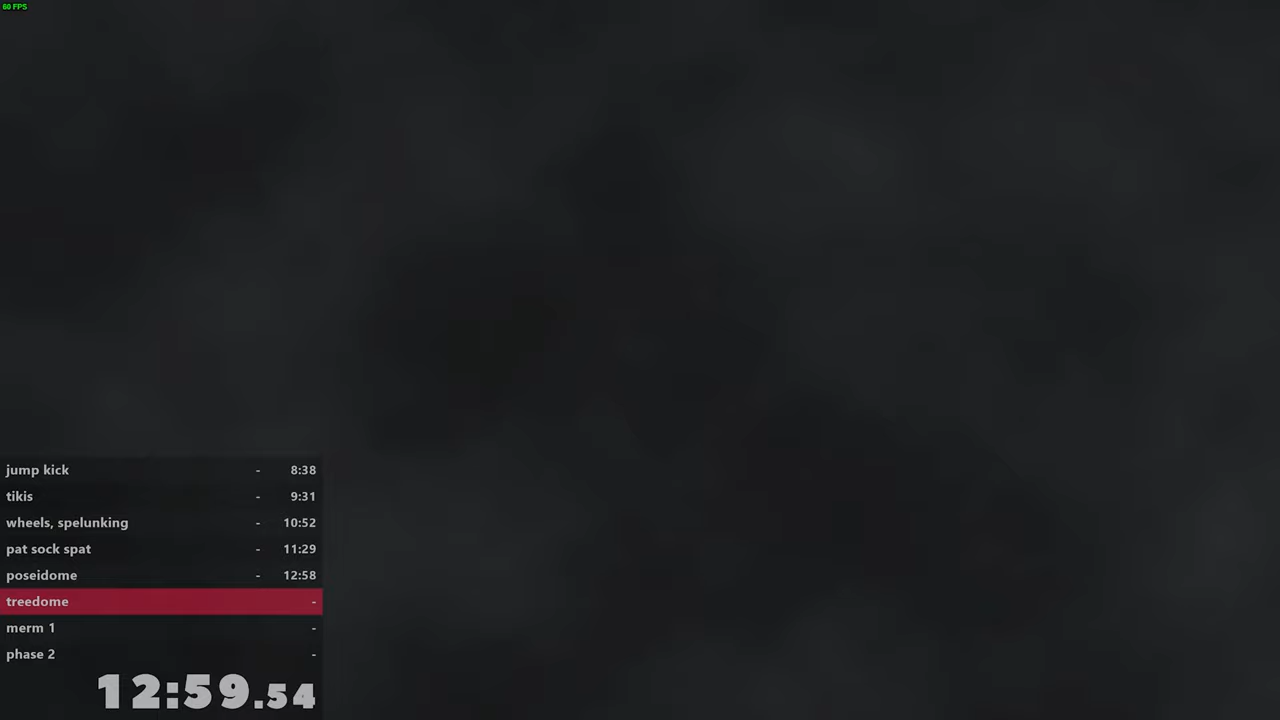 60 FPS
jump kick - 8:38
tikis - 9:31
wheels, spelunking - 10:52
pat sock spat - 11:29
poseidome - 12:58
treedome -
merm 1 -
phase 2 -
12:59.54